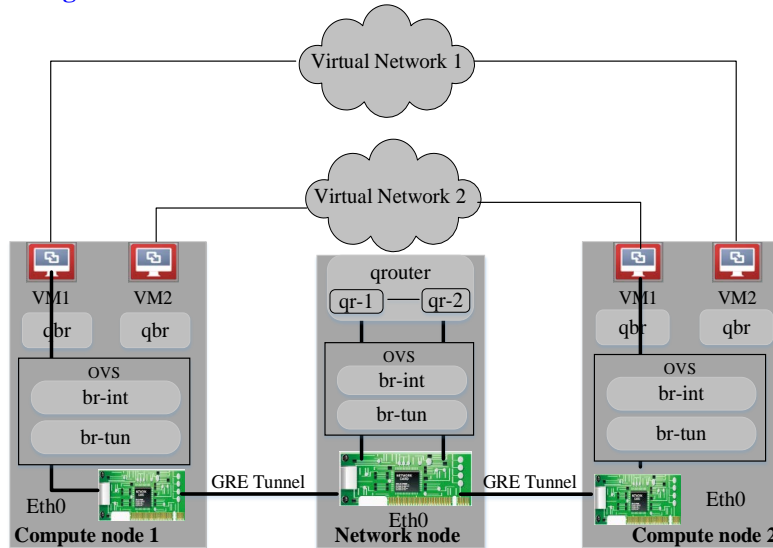 Virtual Network 1
Virtual Network 2
VM1
VM2
qbr
qbr
OVS
br-int
br-tun
Eth0
Compute node 1
GRE Tunnel
qrouter
qr-1
qr-2
OVS
br-int
br-tun
NETWORK
Eth0
Network node
GRE Tunnel
VM1
VM2
qbr
qbr
OVS
br-int
br-tun
Eth0
Compute node 2